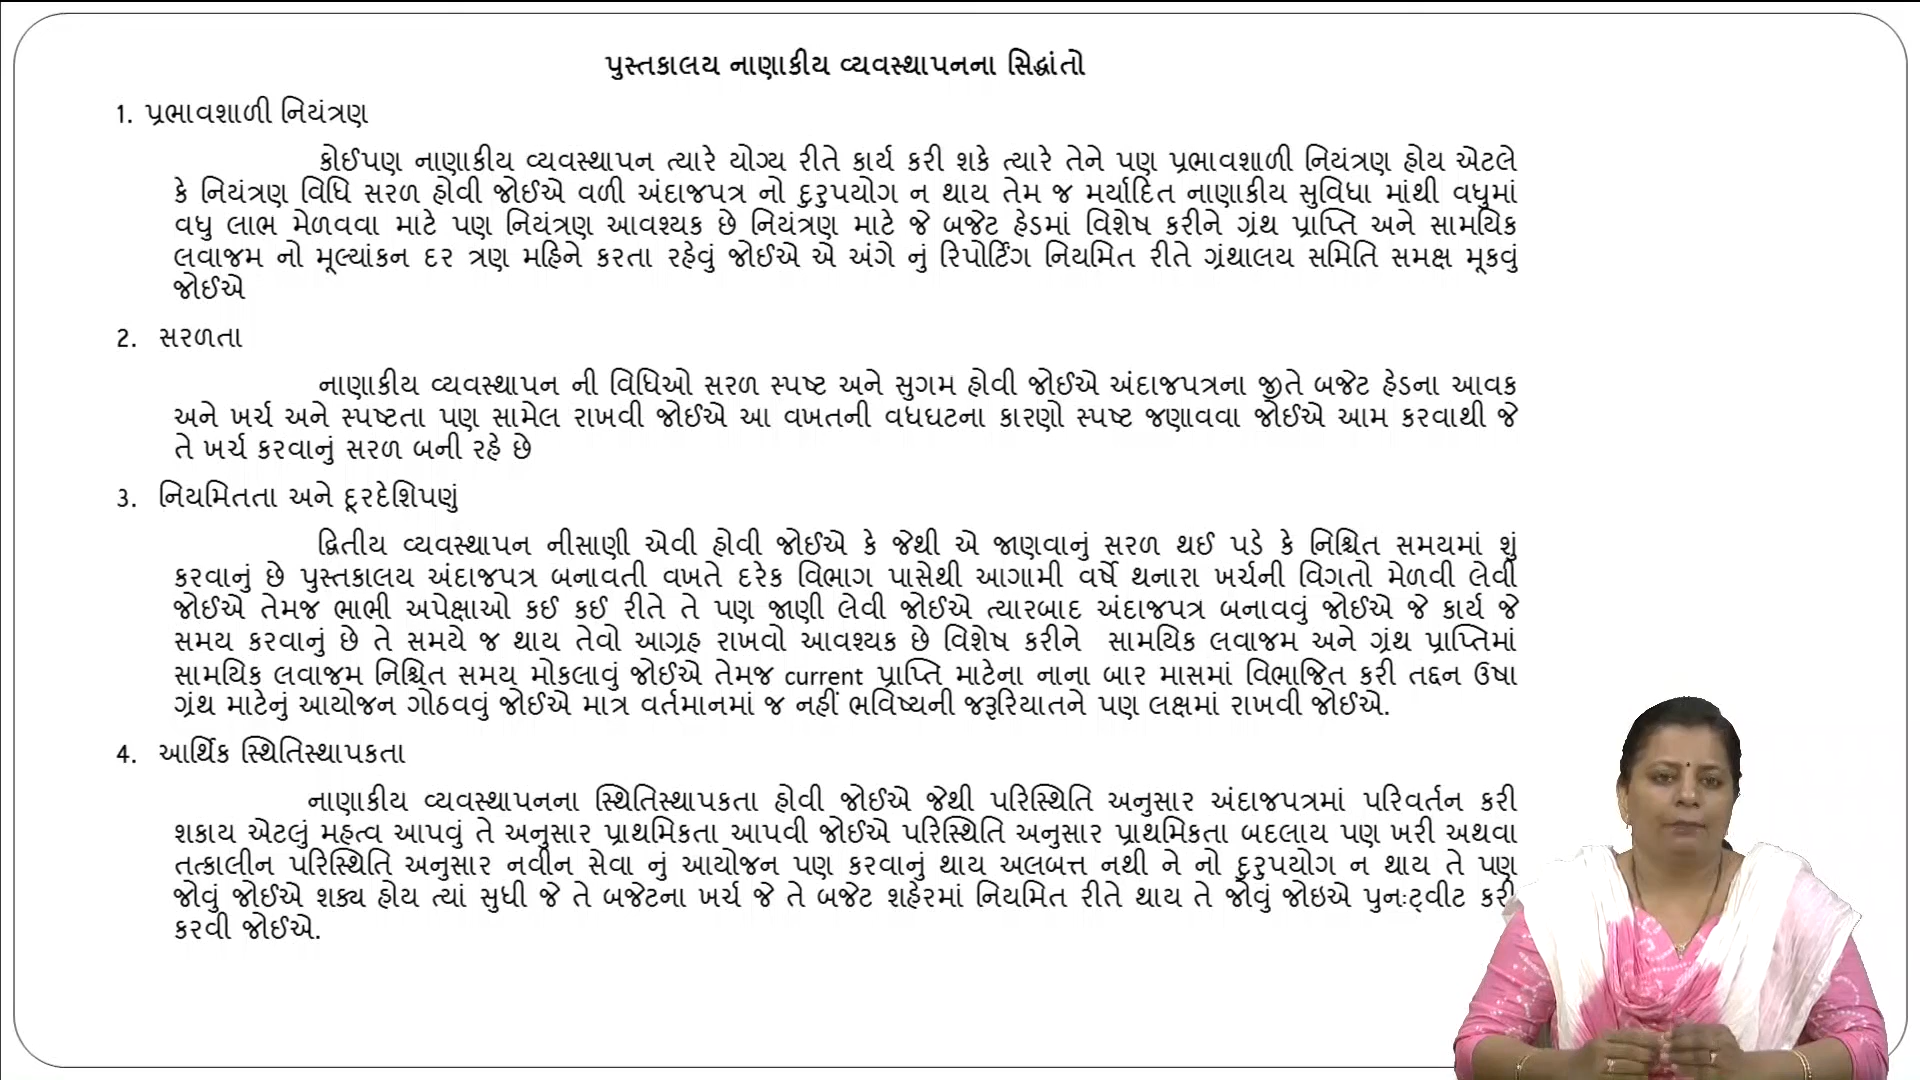 પુસ્તકાલય નાણાકીય વ્યવસ્થાપનના સિદ્ધાંતો
1. પ્રભાવશાળી નિયંત્રણ
કોઈપણ નાણાકીય વ્યવસ્થાપન ત્યારે યોગ્ય રીતે કાર્ય કરી શકે ત્યારે તેને પણ પ્રભાવશાળી નિયંત્રણ હોય એટલે
કે નિયંત્રણ વિધિ સરળ હોવી જોઈએ વળી અંદાજપત્ર નો દુરુપયોગ ન થાય તેમ જ મર્યાદિત નાણાકીય સુવિધા માંથી વધુમાં
વધુ લાભ મેળવવા માટે પણ નિયંત્રણ આવશ્યક છે નિયંત્રણ માટે જે બજેટ હેડમાં વિશેષ કરીને ગ્રંથ પ્રાપ્તિ અને સામયિક
લવાજમ નો મૂલ્યાંકન દર ત્રણ મહિને કરતા રહેવું જોઈએ એ અંગે નું રિપોર્ટિંગ નિયમિત રીતે ગ્રંથાલય સમિતિ સમક્ષ મૂકવું
જોઈએ
2. સરળતા
નાણાકીય વ્યવસ્થાપન ની વિધિઓ સરળ સ્પષ્ટ અને સુગમ હોવી જોઈએ અંદાજપત્રના જીતે બજેટ હેડના આવક
અને ખર્ચ અને સ્પષ્ટતા પણ સામેલ રાખવી જોઈએ આ વખતની વધઘટના કારણો સ્પષ્ટ જણાવવા જોઈએ આમ કરવાથી જે
તે ખર્ચ કરવાનું સરળ બની રહે છે
3. નિયમિતતા અને દૂરદેશિપણું
દ્વિતીય વ્યવસ્થાપન નીસાણી એવી હોવી જોઈએ કે જેથી એ જાણવાનું સરળ થઈ પડે કે નિશ્ચિત સમયમાં શું
કરવાનું છે પુસ્તકાલય અંદાજપત્ર બનાવતી વખતે દરેક વિભાગ પાસેથી આગામી વર્ષે થનારા ખર્ચની વિગતો મેળવી લેવી
જોઈએ તેમજ ભાભી અપેક્ષાઓ કઈ કઈ રીતે તે પણ જાણી લેવી જોઈએ ત્યારબાદ અંદાજપત્ર બનાવવું જોઈએ જે કાર્ય જે
સમય કરવાનું છે તે સમયે જ થાય તેવો આગ્રહ રાખવો આવશ્યક છે વિશેષ કરીને સામયિક લવાજમ અને ગ્રંથ પ્રાપ્તિમાં
સામયિક લવાજમ નિશ્ચિત સમય મોકલાવું જોઈએ તેમજ current પ્રાપ્તિ માટેના નાના બાર માસમાં વિભાજિત કરી તદ્દન ઉષા
ગ્રંથ માટેનું આયોજન ગોઠવવું જોઈએ માત્ર વર્તમાનમાં જ નહીં ભવિષ્યની જરૂરિયાતને પણ લક્ષમાં રાખવી જોઈએ.
4. આર્થિક સ્થિતિસ્થાપકતા
નાણાકીય વ્યવસ્થાપનના સ્થિતિસ્થાપકતા હોવી જોઈએ જેથી પરિસ્થિતિ અનુસાર અંદાજપત્રમાં પરિવર્તન કરી
શકાય એટલું મહત્વ આપવું તે અનુસાર પ્રાથમિકતા આપવી જોઈએ પરિસ્થિતિ અનુસાર પ્રાથમિકતા બદલાય પણ ખરી અથવા
તત્કાલીન પરિસ્થિતિ અનુસાર નવીન સેવા નું આયોજન પણ કરવાનું થાય અલબત્ત નથી ને નો દુરુપયોગ ન થાય તે પણ
જોવું જોઈએ શક્ય હોય ત્યાં સુધી જે તે બજેટના ખર્ચ જે તે બજેટ શહેરમાં નિયમિત રીતે થાય તે જોવું જોઇએ પુનઃટ્વીટ કરી
કરવી જોઈએ.